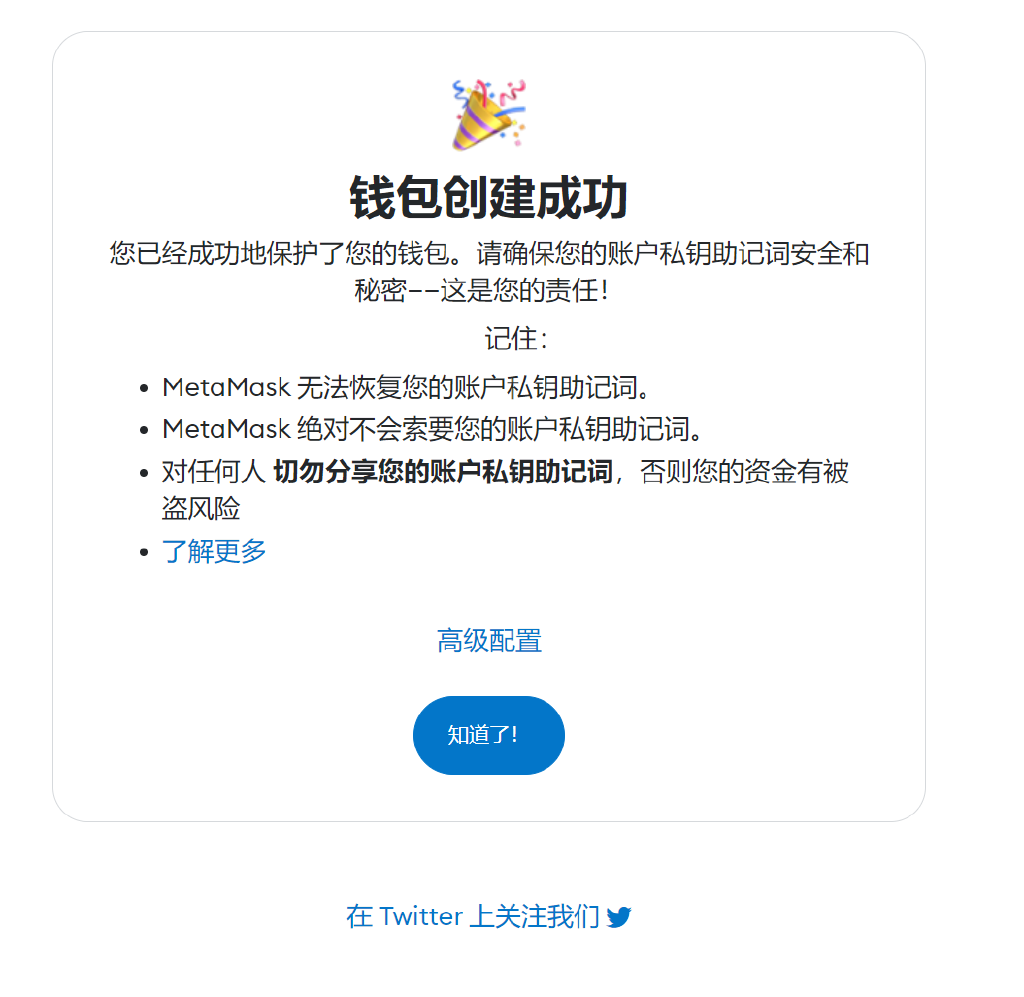 钱包创建成功
您已经成功地保护了您的钱包。请确保您的账户私钥助记词安全和
秘密——这是您的责任！
记住：
MetaMask 无法恢复您的账户私钥助记词。
MetaMask 绝对不会索要您的账户私钥助记词。
对任何人 切勿分享您的账户私钥助记词，否则您的资金有被
盗风险
了解更多
高级配置
知道了!
在 Twitter 上关注我们